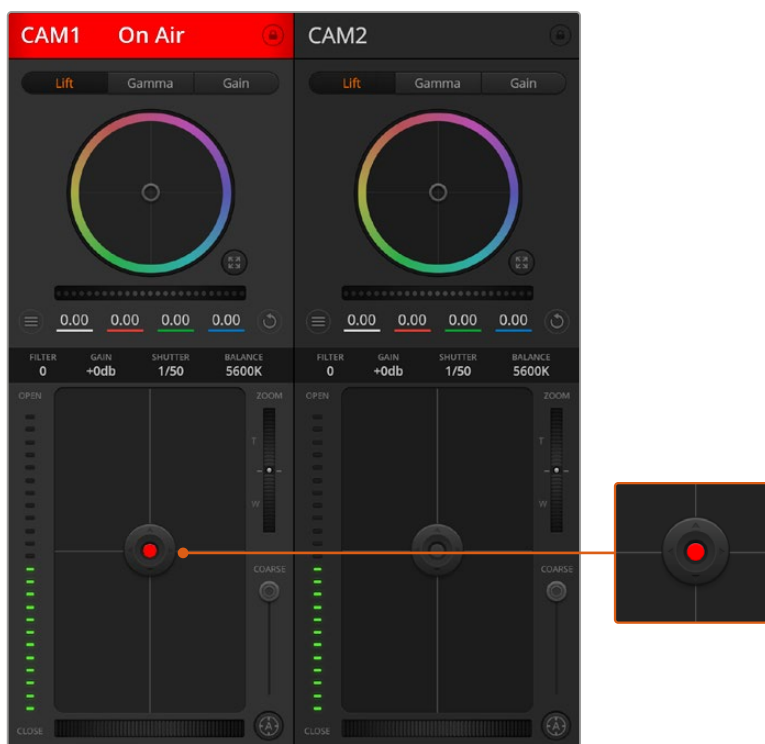 CAM1 On Air CAM2
Lift Gamma Gain Lift Gamma Gain
0.00 0.00 0.00 0.00 0.00 0.00 0.00 0.00
FILTER GAIN SHUTTER BALANCE FILTER GAIN SHUTTER BALANCE
0 +0db 1/50 5600K 0 +0db 1/50 5600K
OPEN ZOOM OPEN ZOOM
T T
W W
COARSE COARSE
CLOSE A CLOSE A